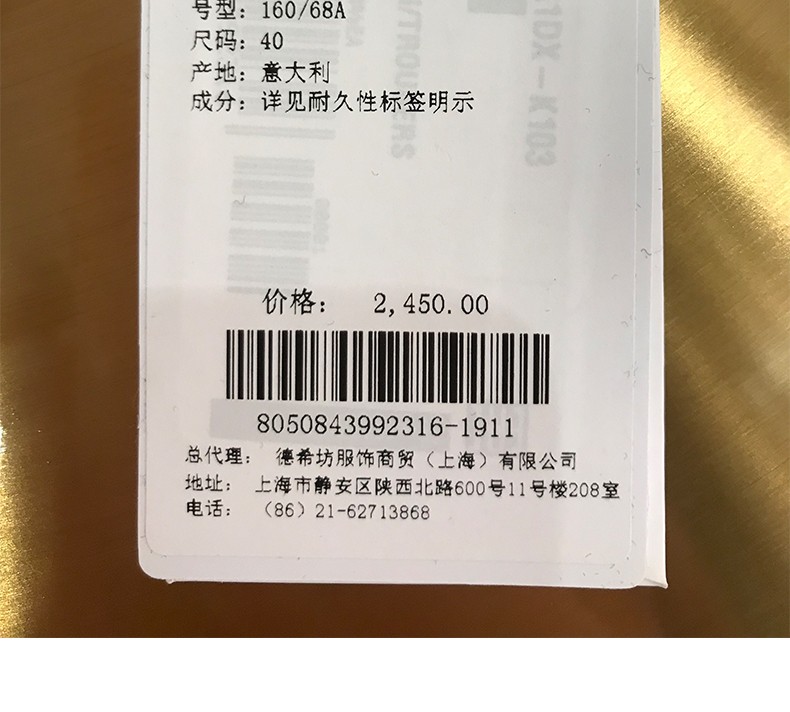 号型：160/68A
尺码：40
产地：意大利
成分：详见耐久性标签明示
价格： 2,450.00
8050843992316-1911
总代理： 德希坊服饰商贸（上海）有限公司
地址： 上海市静安区陕西北路600号11号楼208室
电话： （86）21-62713868